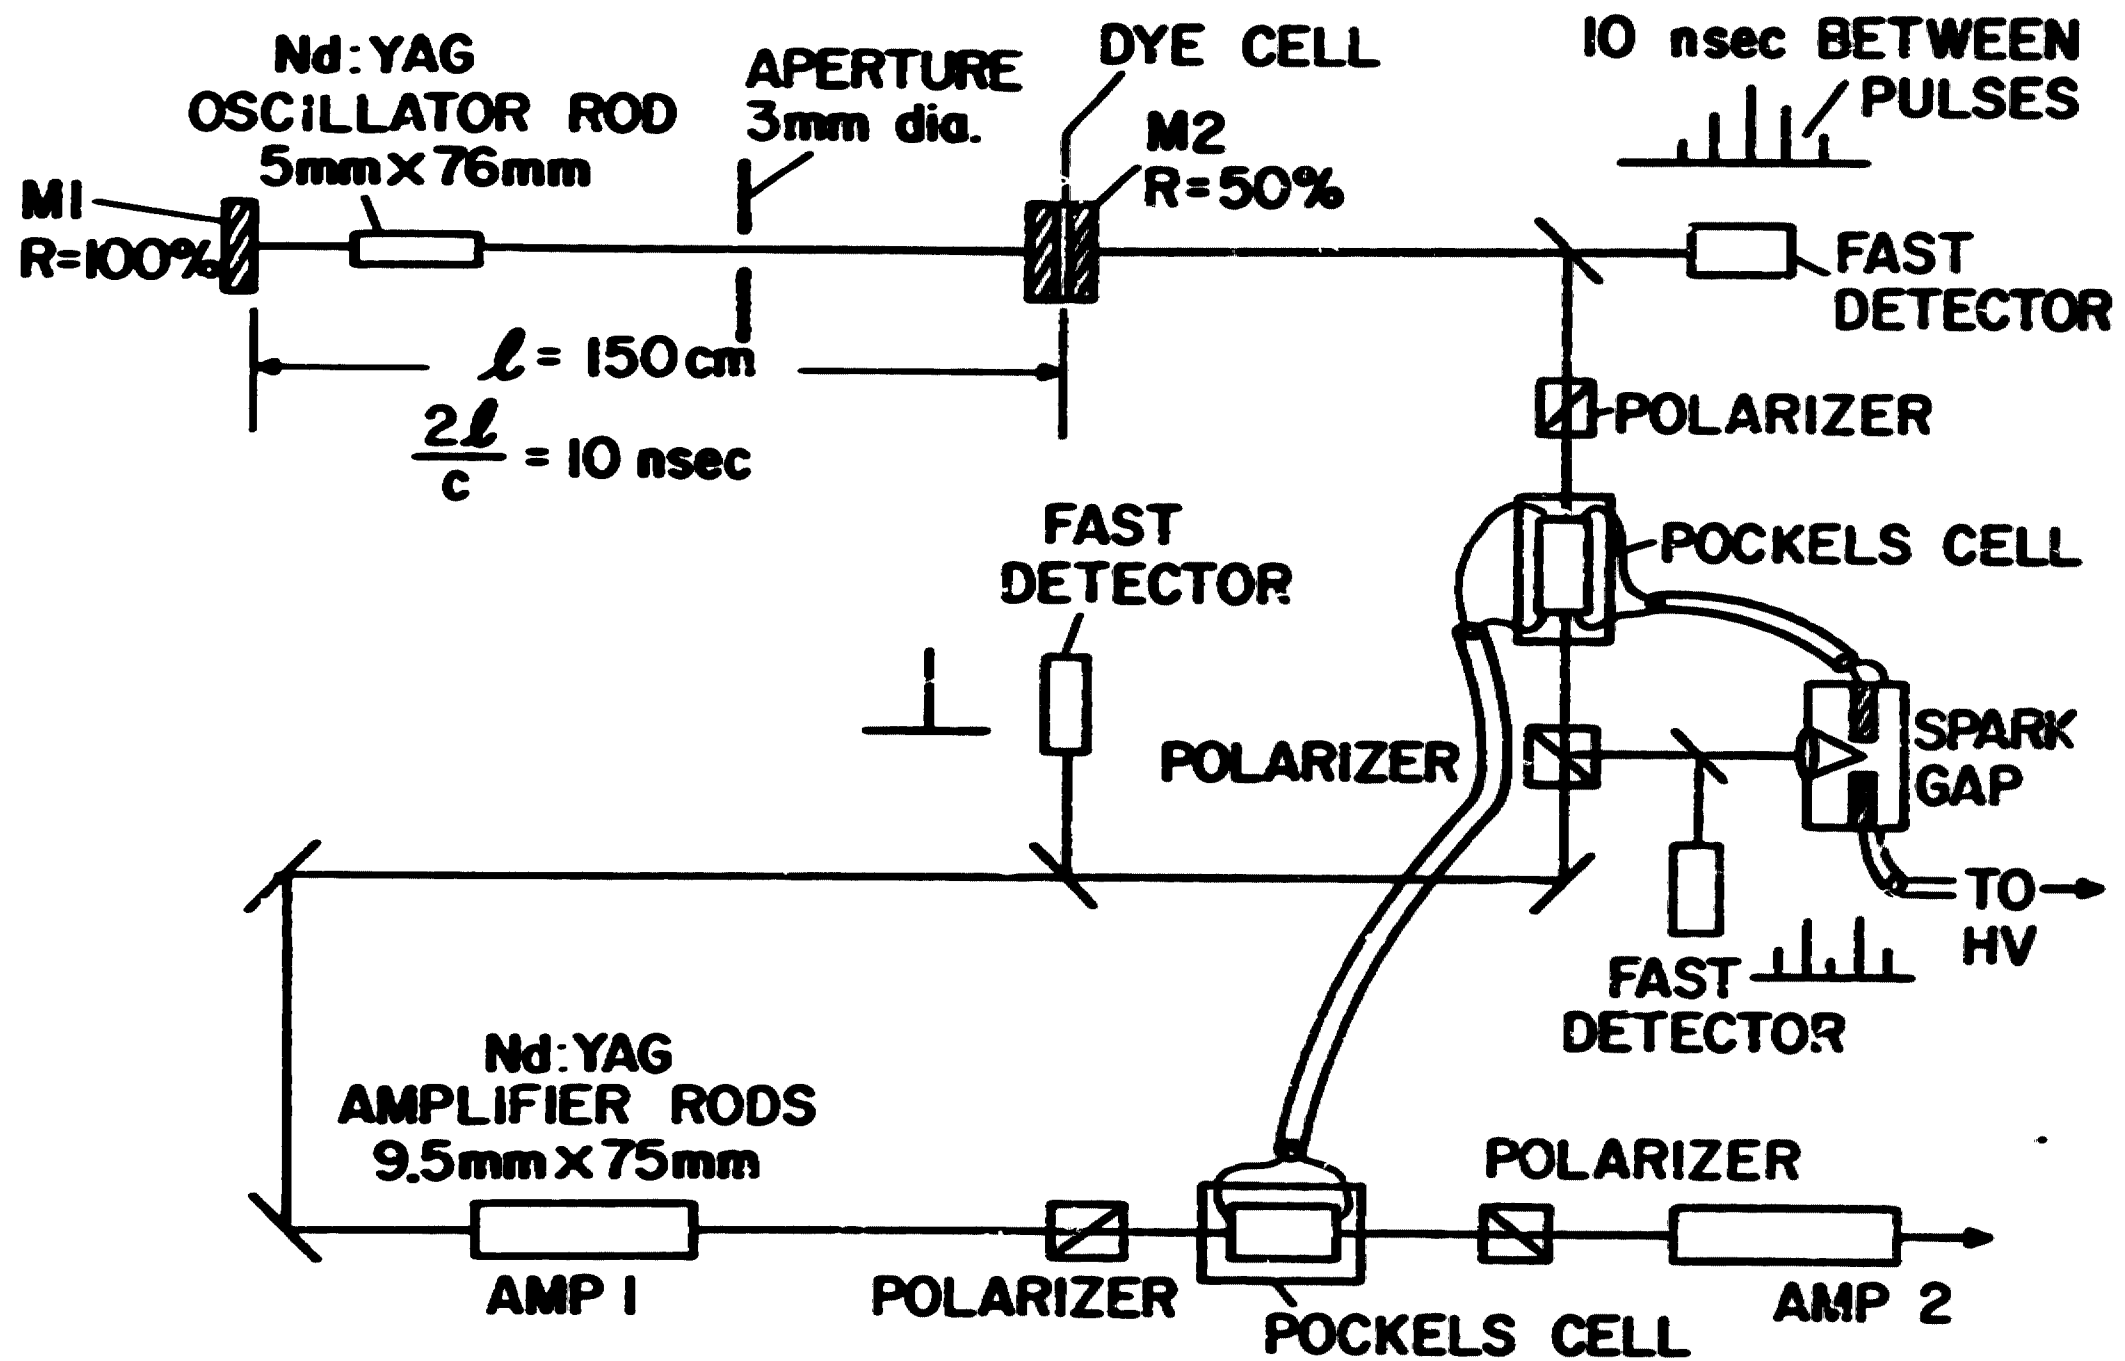 Nd:YAG
OSCILLATOR ROD
5mm x 76mm
M1
R=100%
APERTURE
3mm dia.
DYE CELL
M2
R=50%
10 nsec BETWEEN
PULSES
FAST
DETECTOR
ℓ = 150 cm
2ℓ
c
= 10 nsec
POLARIZER
POCKELS CELL
FAST
DETECTOR
POLARIZER
SPARK
GAP
TO
HV
FAST
DETECTOR
Nd:YAG
AMPLIFIER RODS
9.5mm x 75mm
AMP 1
POLARIZER
POCKELS CELL
POLARIZER
AMP 2